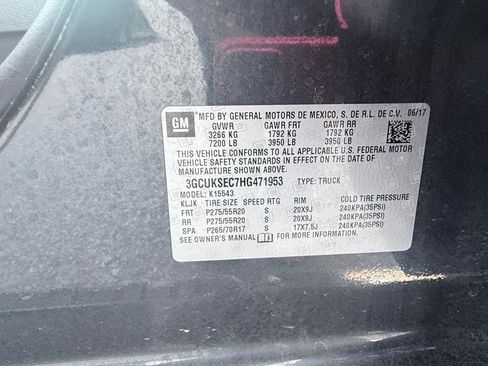 GM
MFD BY GENERAL MOTORS DE MEXICO, S. DE R.L. DE C.V. 06/17
GVWR GAWR FRT GAWR RR
3266 KG 1792 KG 1792 KG
7200 LB 3950 LB 3950 LB
THIS VEHICLE CONFORMS TO ALL APPLICABLE U.S. FEDERAL MOTOR
VEHICLE SAFETY STANDARDS IN EFFECT ON THE DATE OF
MANUFACTURE SHOWN ABOVE.
3GCUKSEC7HG471953 TYPE: TRUCK
MODEL: K15543
KLJK TIRE SIZE SPEED RTG RIM COLD TIRE PRESSURE
FRT P275/55R20 S 20X9J 240KPA(35PSI)
RR P275/55R20 S 20X9J 240KPA(35PSI)
SPA P265/70R17 S 17X7.5J 240KPA(35PSI)
SEE OWNER'S MANUAL FOR MORE INFORMATION.